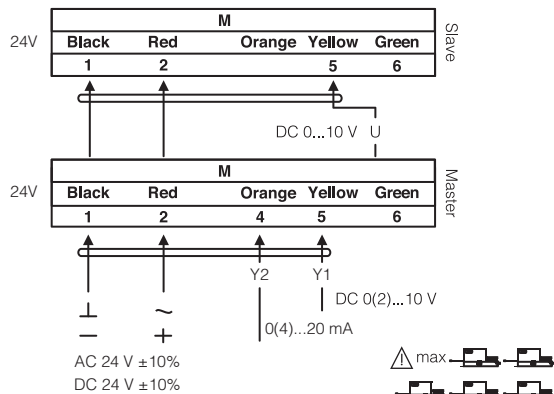 M
Slave
24V
Black Red Orange Yellow Green
1 2 5 6
DC 0...10 V U
M
Master
24V
Black Red Orange Yellow Green
1 2 4 5 6
Y2 Y1
DC 0(2)...10 V
⊥ ~
− +
0(4)...20 mA
AC 24 V ±10%
DC 24 V ±10%
max